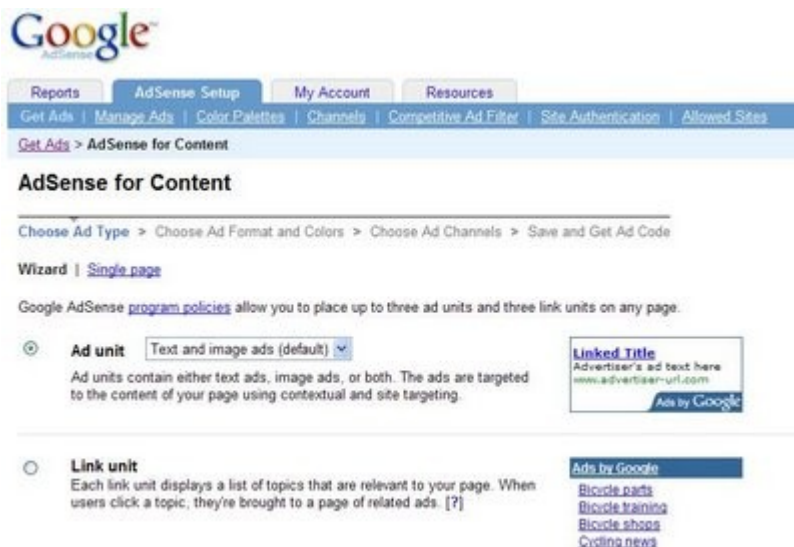 Google™
AdSense
Reports AdSense Setup My Account Resources
Get Ads | Manage Ads | Color Palettes | Channels | Competitive Ad Filter | Site Authentication | Allowed Sites
Get Ads > AdSense for Content
AdSense for Content
Choose Ad Type > Choose Ad Format and Colors > Choose Ad Channels > Save and Get Ad Code
Wizard | Single page
Google AdSense program policies allow you to place up to three ad units and three link units on any page.
Ad unit Text and image ads (default)
Ad units contain either text ads, image ads, or both. The ads are targeted
to the content of your page using contextual and site targeting.
Linked Title
Advertiser's ad text here
www.advertiser-url.com
Ads by Google
Link unit
Each link unit displays a list of topics that are relevant to your page. When
users click a topic, they're brought to a page of related ads. [?]
Ads by Google
Bicycle parts
Bicycle training
Bicycle shops
Cycling news